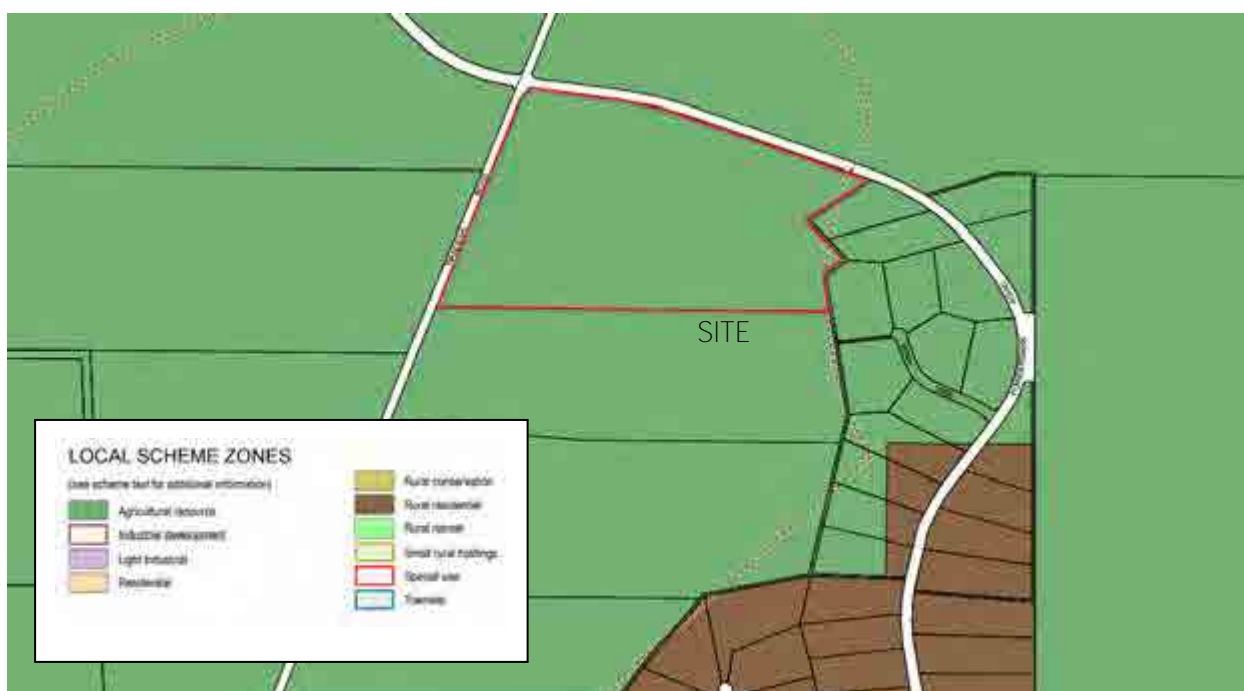 SITE
LOCAL SCHEME ZONES
(see scheme text for additional information)
Agricultural resource
Industrial development
Light industrial
Residential
Rural conservation
Rural residential
Rural
Small rural holdings
Special use
Townsite